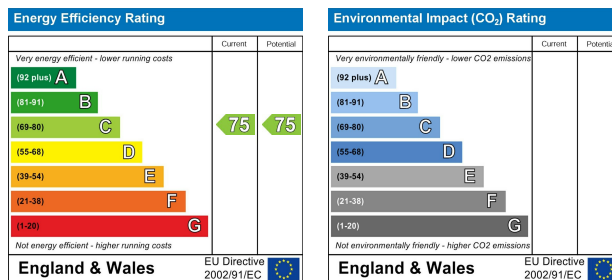 Energy Efficiency Rating
Current Potential
Very energy efficient - lower running costs
(92 plus) A
(81-91) B
(69-80) C 75 75
(55-68) D
(39-54) E
(21-38) F
(1-20) G
Not energy efficient - higher running costs
England & Wales
EU Directive
2002/91/EC
Environmental Impact (CO₂) Rating
Current Potential
Very environmentally friendly - lower CO2 emissions
(92 plus) A
(81-91) B
(69-80) C
(55-68) D
(39-54) E
(21-38) F
(1-20) G
Not environmentally friendly - higher CO2 emissions
England & Wales
EU Directive
2002/91/EC